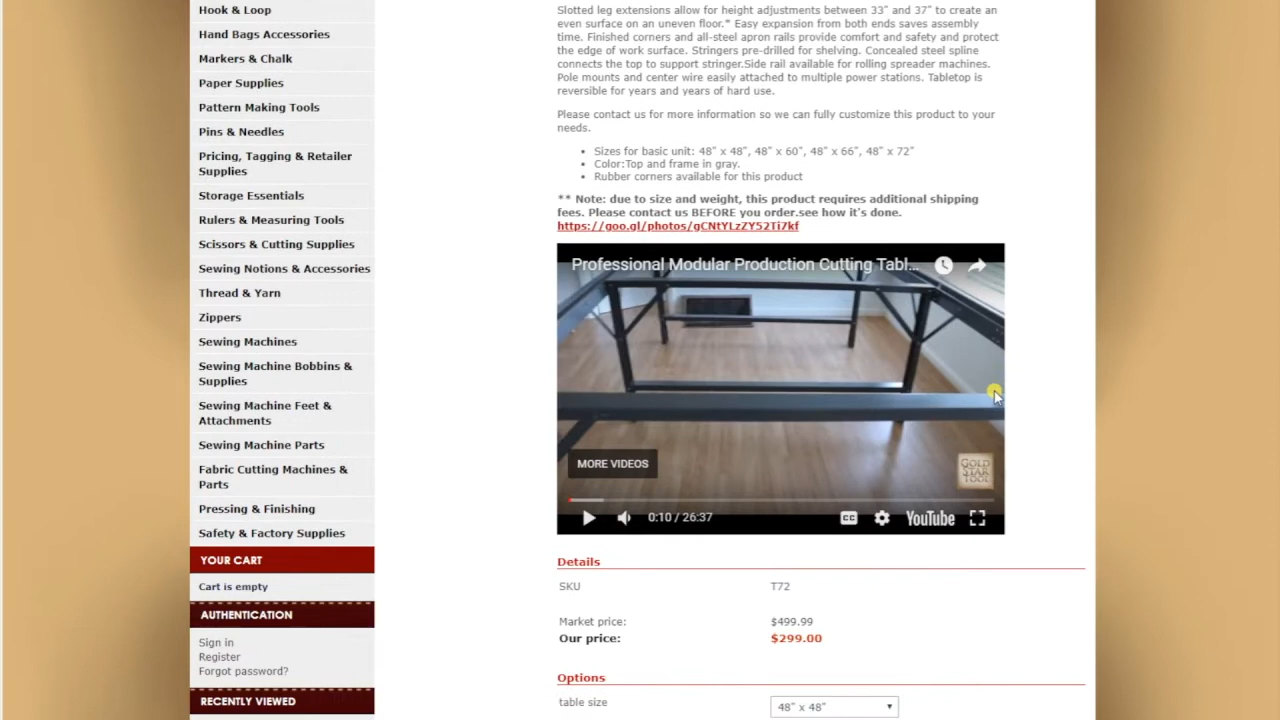 Hook & Loop
Hand Bags Accessories
Markers & Chalk
Paper Supplies
Pattern Making Tools
Pins & Needles
Pricing, Tagging & Retailer
Supplies
Storage Essentials
Rulers & Measuring Tools
Scissors & Cutting Supplies
Sewing Notions & Accessories
Thread & Yarn
Zippers
Sewing Machines
Sewing Machine Bobbins &
Supplies
Sewing Machine Feet &
Attachments
Sewing Machine Parts
Fabric Cutting Machines &
Parts
Pressing & Finishing
Safety & Factory Supplies
YOUR CART
Cart is empty
AUTHENTICATION
Sign in
Register
Forgot password?
RECENTLY VIEWED
Slotted leg extensions allow for height adjustments between 33" and 37" to create an
even surface on an uneven floor.* Easy expansion from both ends saves assembly
time. Finished corners and all-steel apron rails provide comfort and safety and protect
the edge of work surface. Stringers pre-drilled for shelving. Concealed steel spline
connects the top to support stringer.Side rail available for rolling spreader machines.
Pole mounts and center wire easily attached to multiple power stations. Tabletop is
reversible for years and years of hard use.
Please contact us for more information so we can fully customize this product to your
needs.
• Sizes for basic unit: 48" x 48", 48" x 60", 48" x 66", 48" x 72"
• Color:Top and frame in gray.
• Rubber corners available for this product
** Note: due to size and weight, this product requires additional shipping
fees. Please contact us BEFORE you order.see how it's done.
https://goo.gl/photos/gCNtYLzZY52Ti7kf
Professional Modular Production Cutting Tabl...
MORE VIDEOS
GOLD
STAR
TOOL
0:10 / 26:37
CC
YouTube
Details
SKU T72
Market price: $499.99
Our price: $299.00
Options
table size 48" x 48"